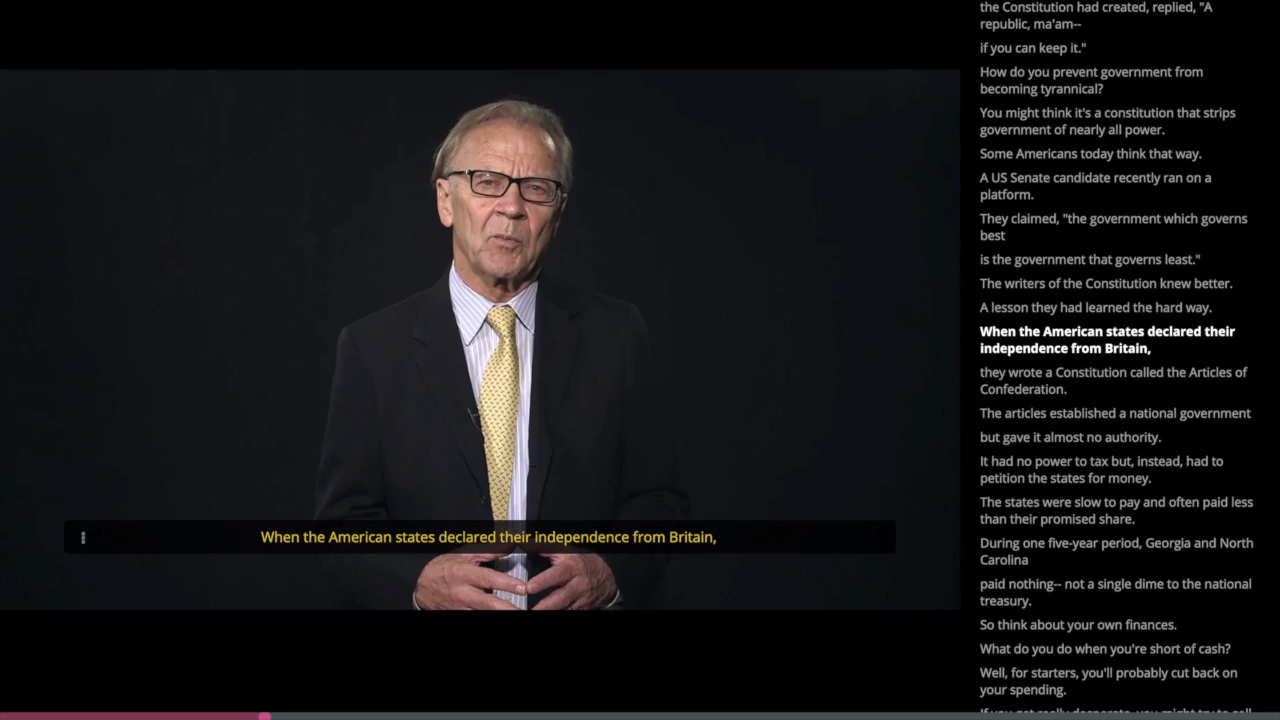 the Constitution had created, replied, "A
republic, ma'am--
if you can keep it."
How do you prevent government from
becoming tyrannical?
You might think it's a constitution that strips
government of nearly all power.
Some Americans today think that way.
A US Senate candidate recently ran on a
platform.
They claimed, "the government which governs
best
is the government that governs least."
The writers of the Constitution knew better.
A lesson they had learned the hard way.
When the American states declared their
independence from Britain,
they wrote a Constitution called the Articles of
Confederation.
The articles established a national government
but gave it almost no authority.
It had no power to tax but, instead, had to
petition the states for money.
The states were slow to pay and often paid less
than their promised share.
During one five-year period, Georgia and North
Carolina
paid nothing-- not a single dime to the national
treasury.
So think about your own finances.
What do you do when you're short of cash?
Well, for starters, you'll probably cut back on
your spending.
When the American states declared their independence from Britain,